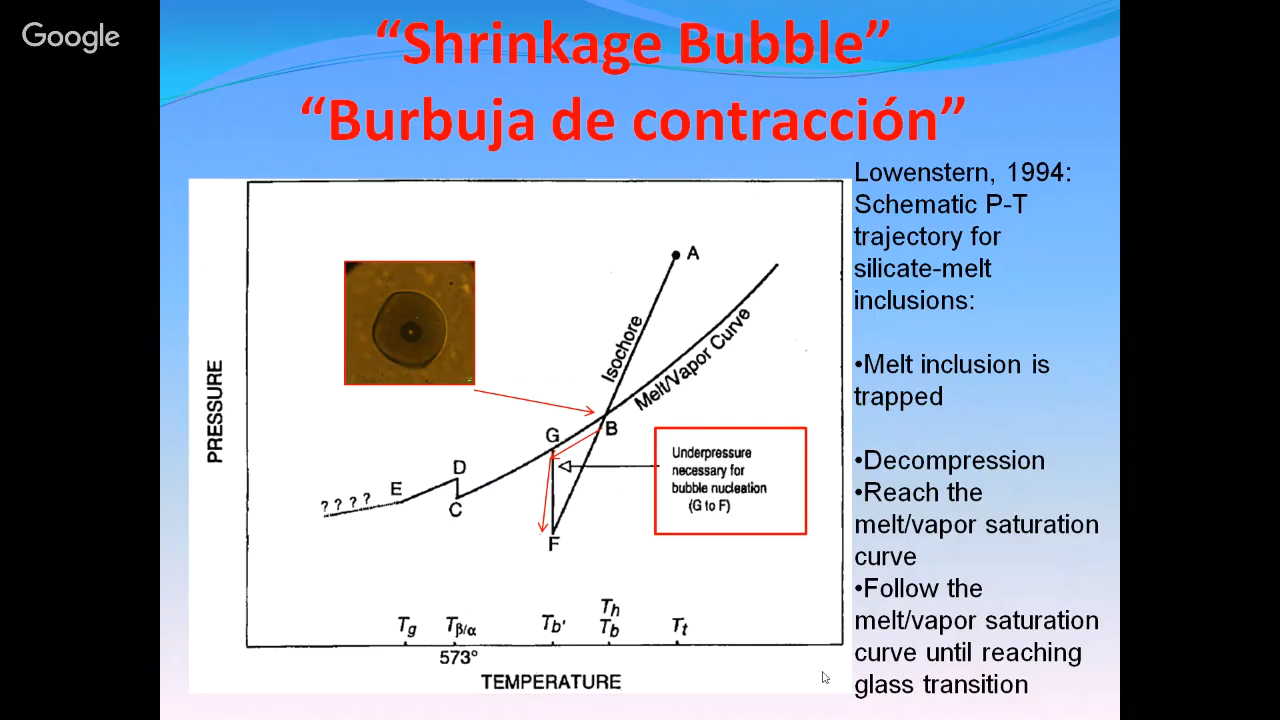 Google
“Shrinkage Bubble”
“Burbuja de contracción”
Lowenstern, 1994:
Schematic P-T
trajectory for
silicate-melt
inclusions:
•Melt inclusion is
trapped
•Decompression
•Reach the
melt/vapor saturation
curve
•Follow the
melt/vapor saturation
curve until reaching
glass transition
PRESSURE
A
Isochore
Melt/Vapor Curve
B
G
D
E
C
? ? ? ?
F
Underpressure
necessary for
bubble nucleation
(G to F)
Tg
Tβ/α
Tb'
Th
Tb
Tt
573°
TEMPERATURE